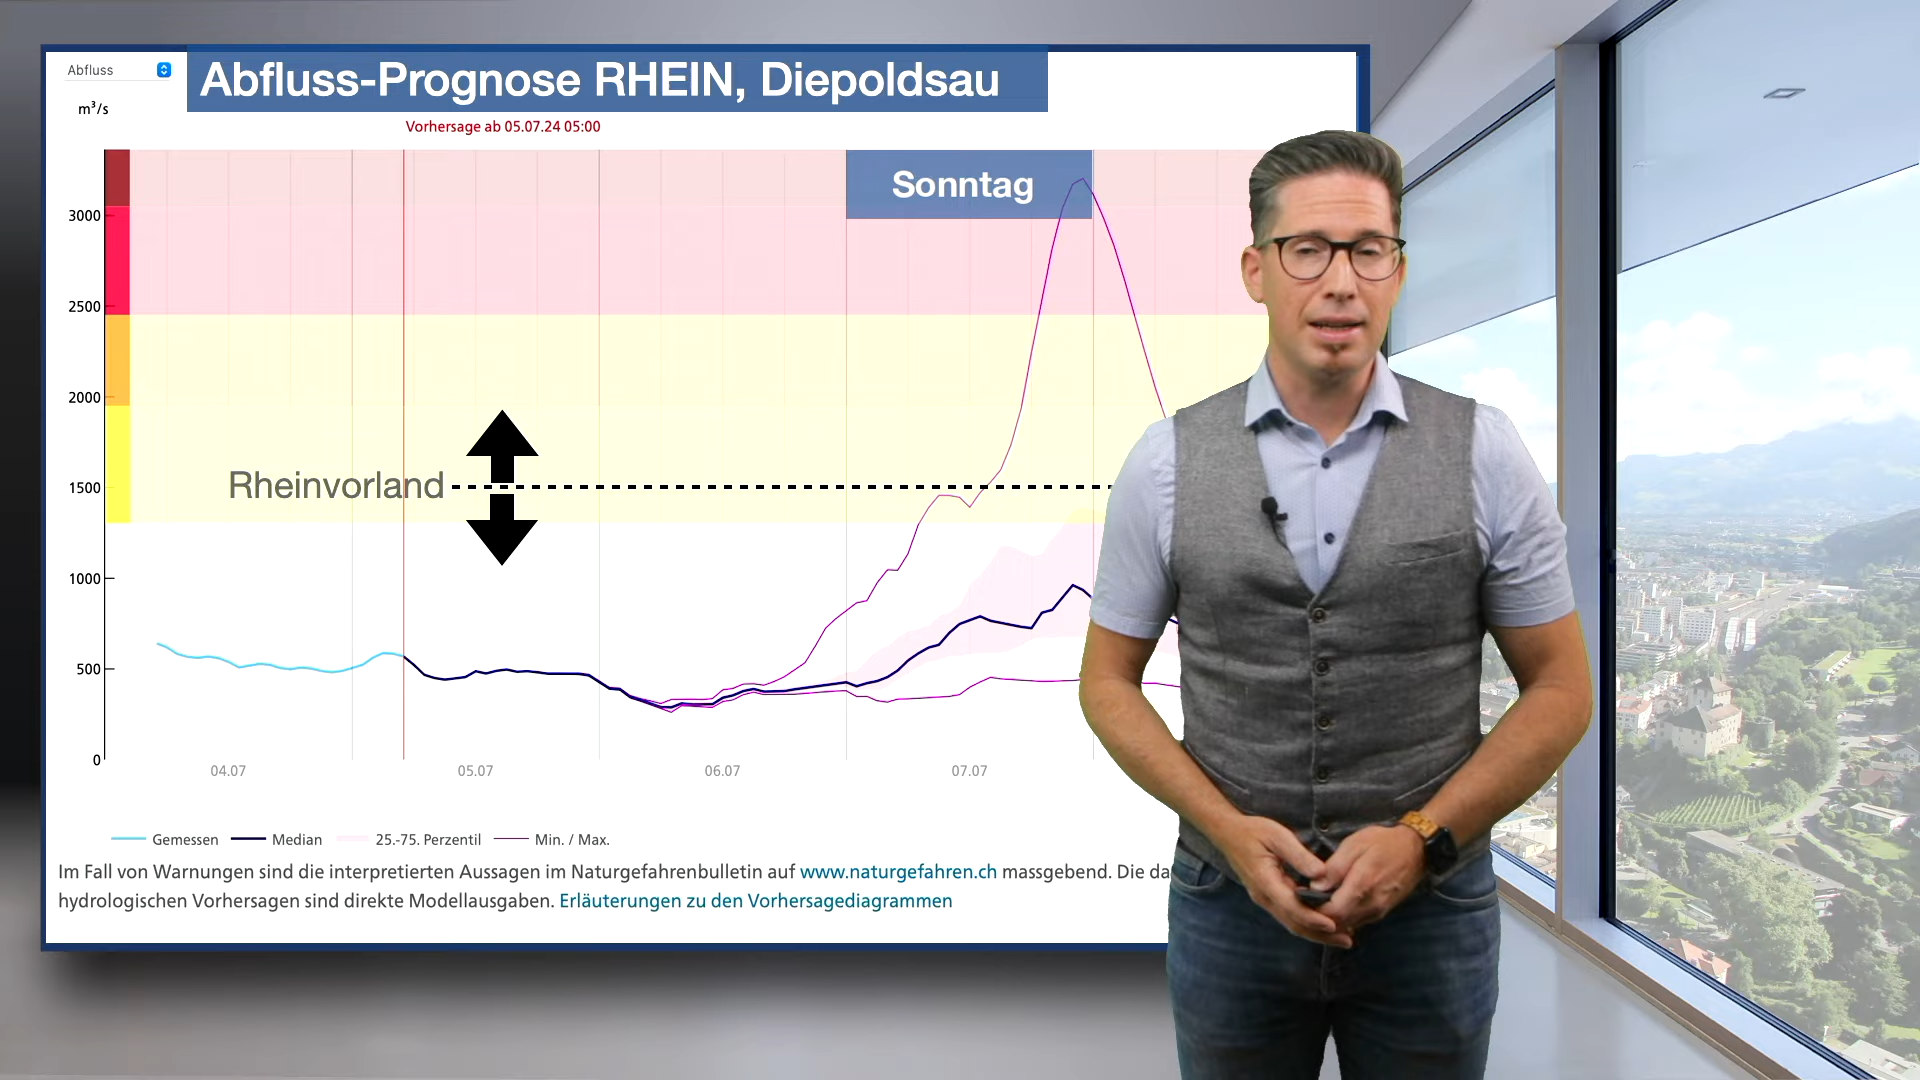 Abfluss
Abfluss-Prognose RHEIN, Diepoldsau
m³/s
Vorhersage ab 05.07.24 05:00
Sonntag
3000
2500
2000
Rheinvorland
1500
1000
500
0
04.07 05.07 06.07 07.07
Gemessen Median 25.-75. Perzentil Min. / Max.
Im Fall von Warnungen sind die interpretierten Aussagen im Naturgefahrenbulletin auf www.naturgefahren.ch massgebend. Die
hydrologischen Vorhersagen sind direkte Modellausgaben. Erläuterungen zu den Vorhersagediagrammen